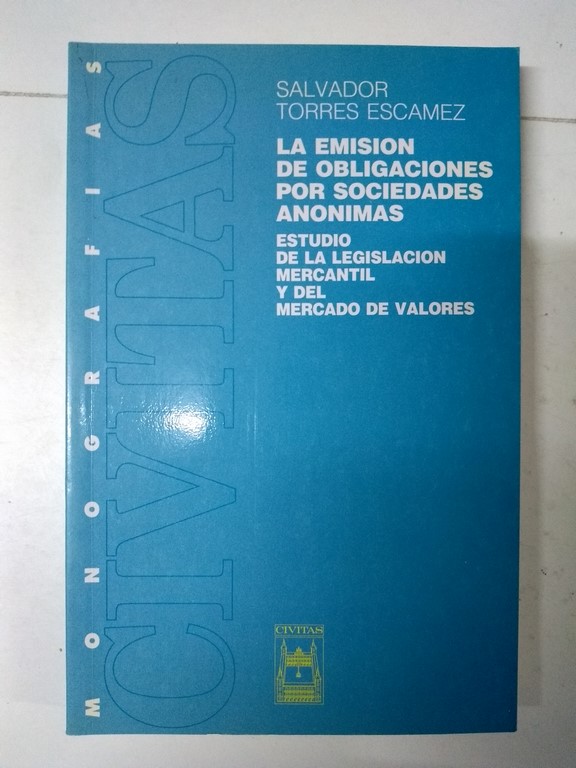 MONOGRAFIAS
CIVITAS
SALVADOR
TORRES ESCAMEZ
LA EMISION
DE OBLIGACIONES
POR SOCIEDADES
ANONIMAS
ESTUDIO
DE LA LEGISLACION
MERCANTIL
Y DEL
MERCADO DE VALORES
CIVITAS